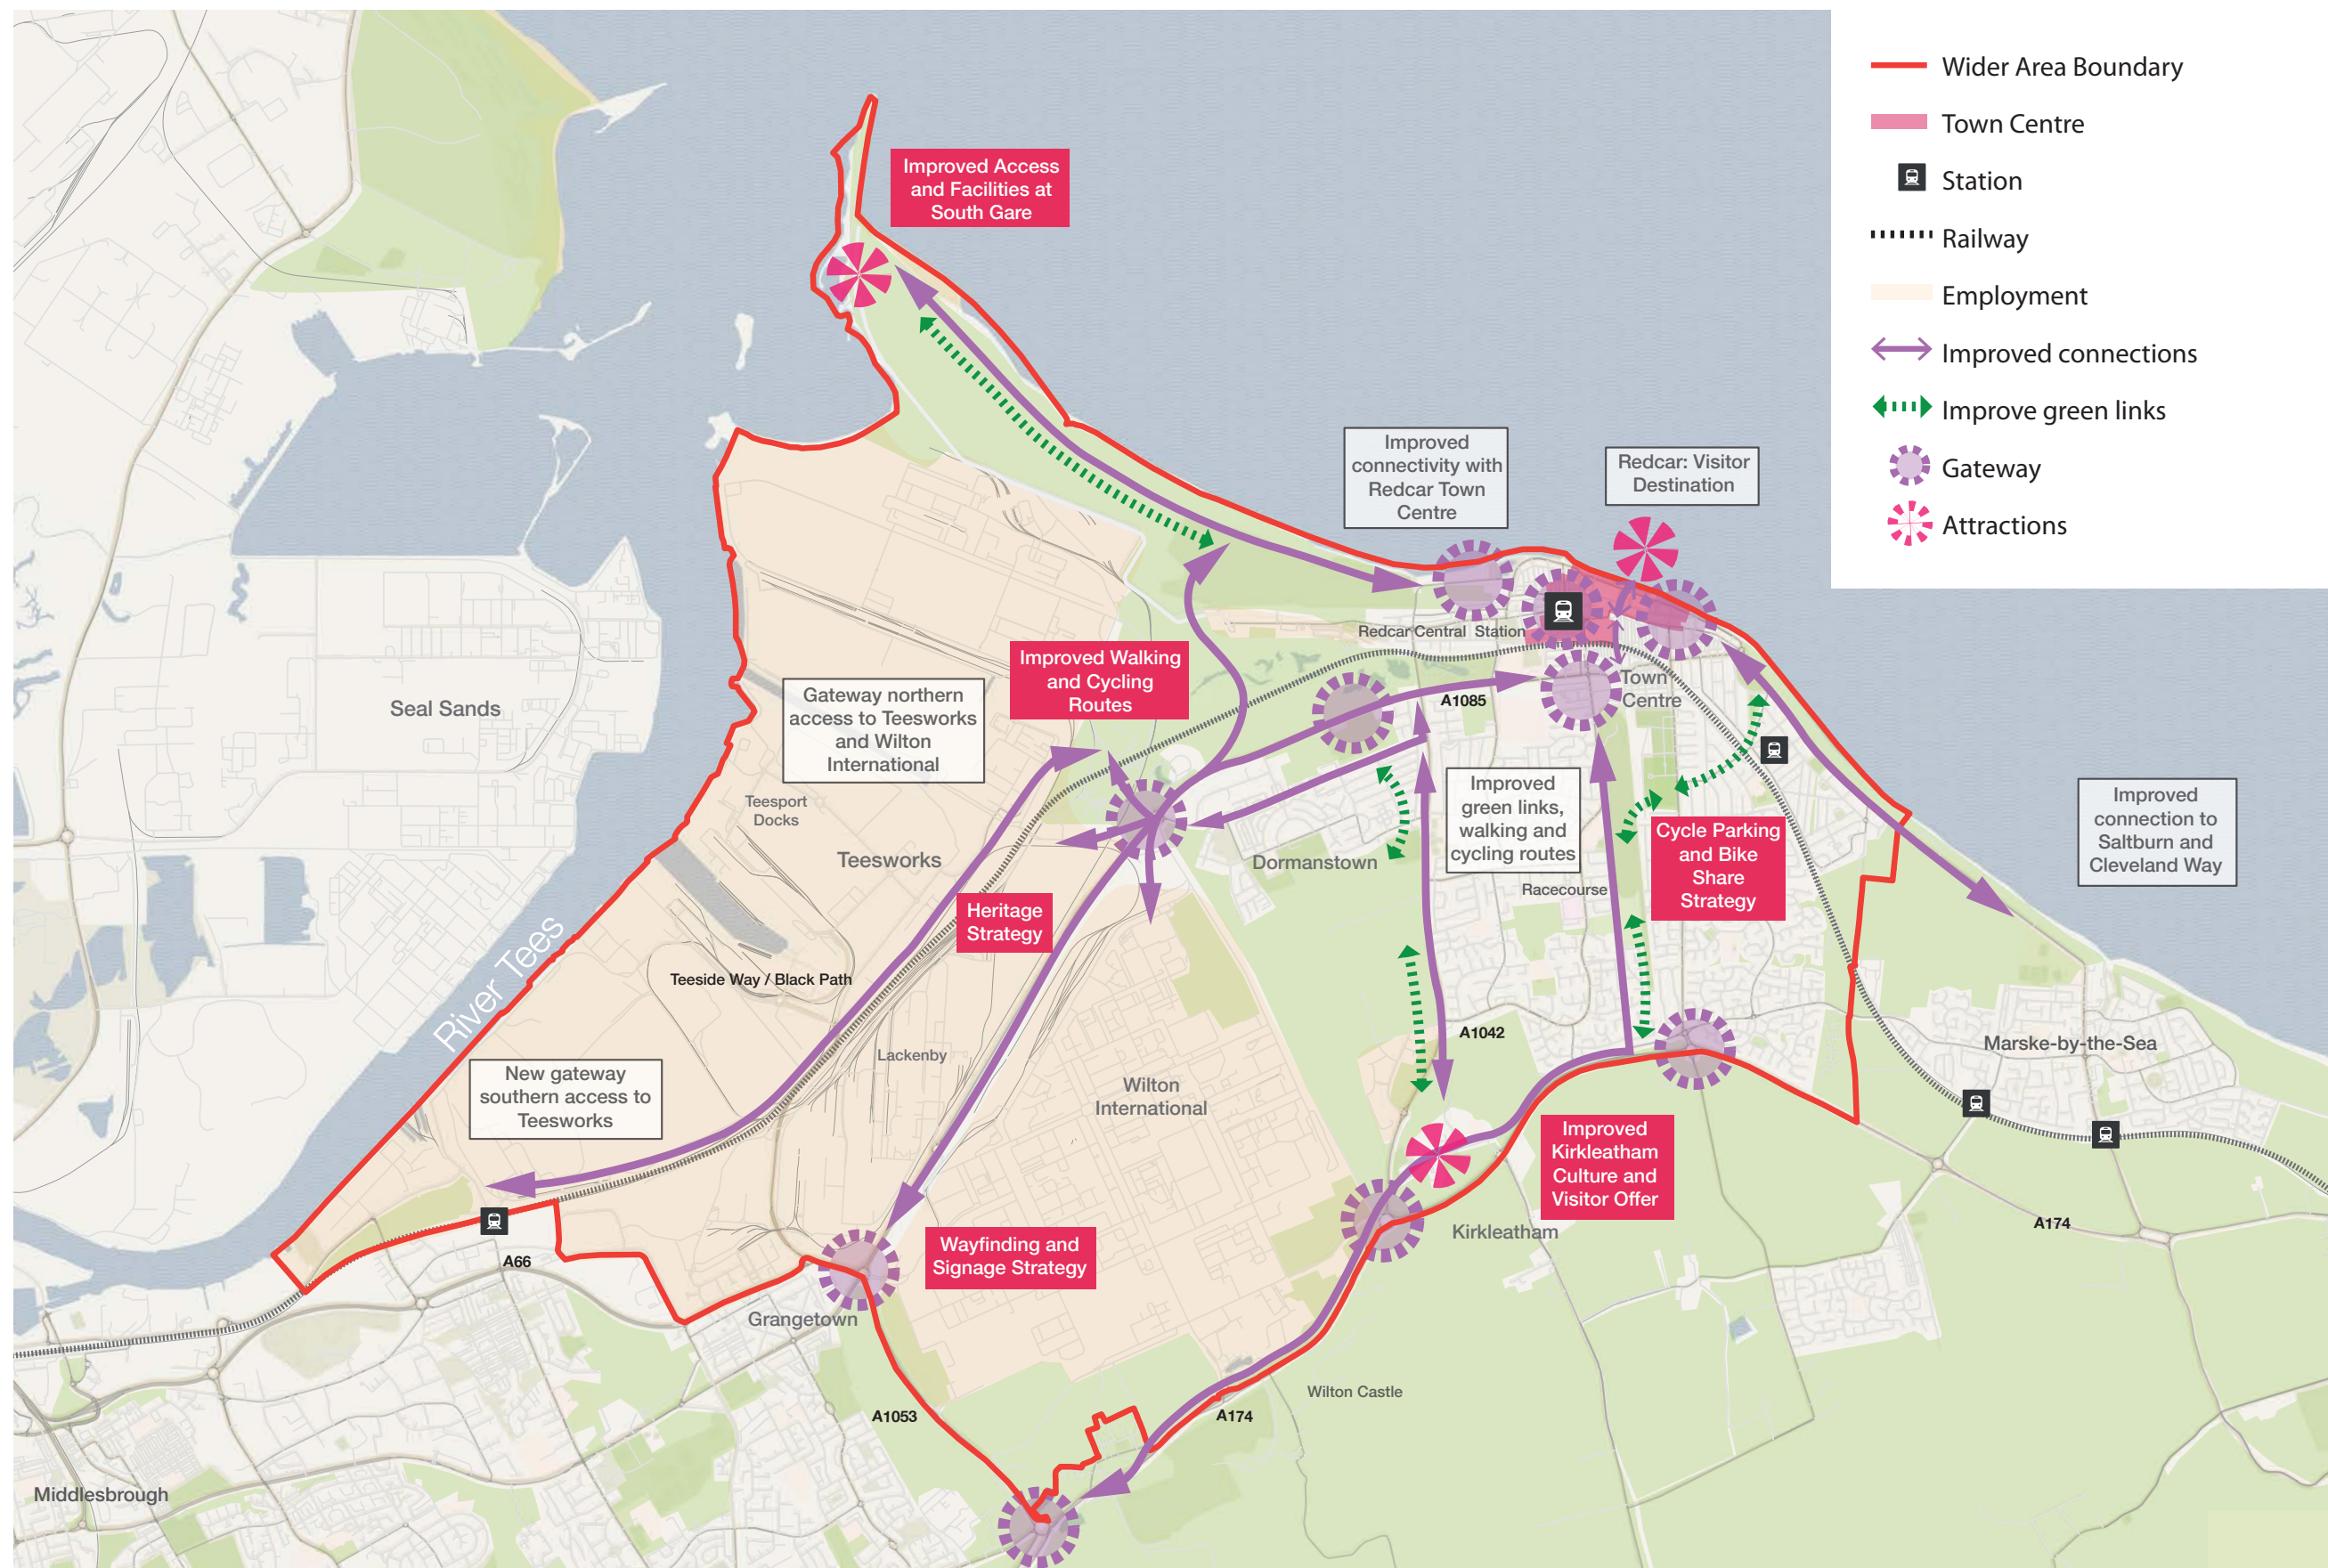 Wider Area Boundary
Town Centre
Station
Railway
Employment
Improved connections
Improve green links
Gateway
Attractions
Improved Access
and Facilities at
South Gare
Improved
connectivity with
Redcar Town
Centre
Redcar: Visitor
Destination
Redcar Central Station
Improved Walking
and Cycling
Routes
Gateway northern
access to Teesworks
and Wilton
International
Seal Sands
A1085
Town
Centre
Teesport
Docks
Teesworks
Dormanstown
Improved
green links,
walking and
cycling routes
Racecourse
Cycle Parking
and Bike
Share
Strategy
Improved
connection to
Saltburn and
Cleveland Way
Heritage
Strategy
River Tees
Teeside Way / Black Path
Lackenby
A1042
Marske-by-the-Sea
New gateway
southern access to
Teesworks
Wilton
International
Improved
Kirkleatham
Culture and
Visitor Offer
Kirkleatham
A174
Wayfinding and
Signage Strategy
A66
Grangetown
Wilton Castle
A1053
A174
Middlesbrough